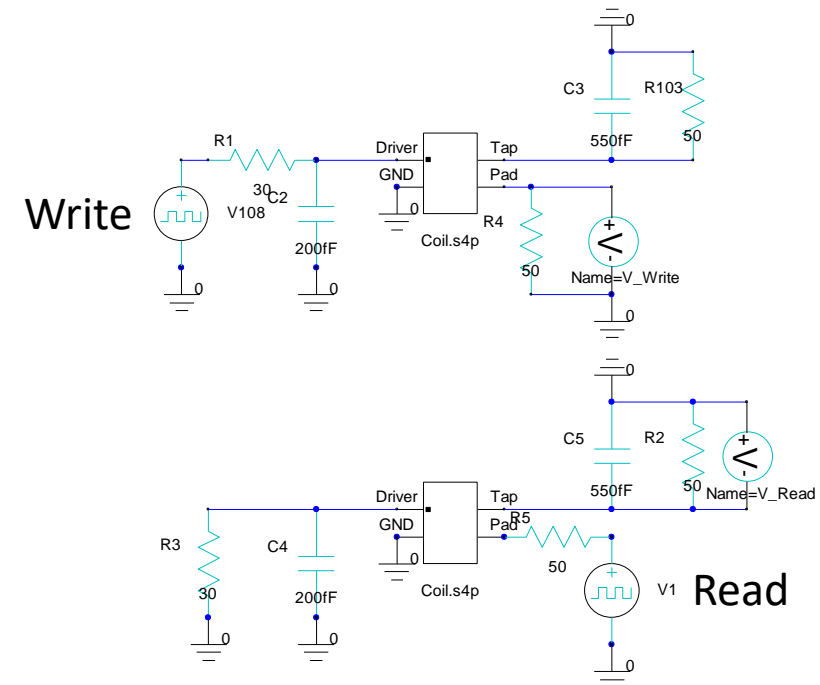 0
C3
R103
550fF
50
R1
30
C2
200fF
Write
V108
0
0
Driver
GND
Tap
Pad
0
Coil.s4p
R4
50
+
V
-
Name=V_Write
0
0
C5
R2
550fF
50
+
V
-
Name=V_Read
Driver
GND
Tap
Pad
0
Coil.s4p
R3
30
C4
200fF
0
0
R5
50
V1
Read
0